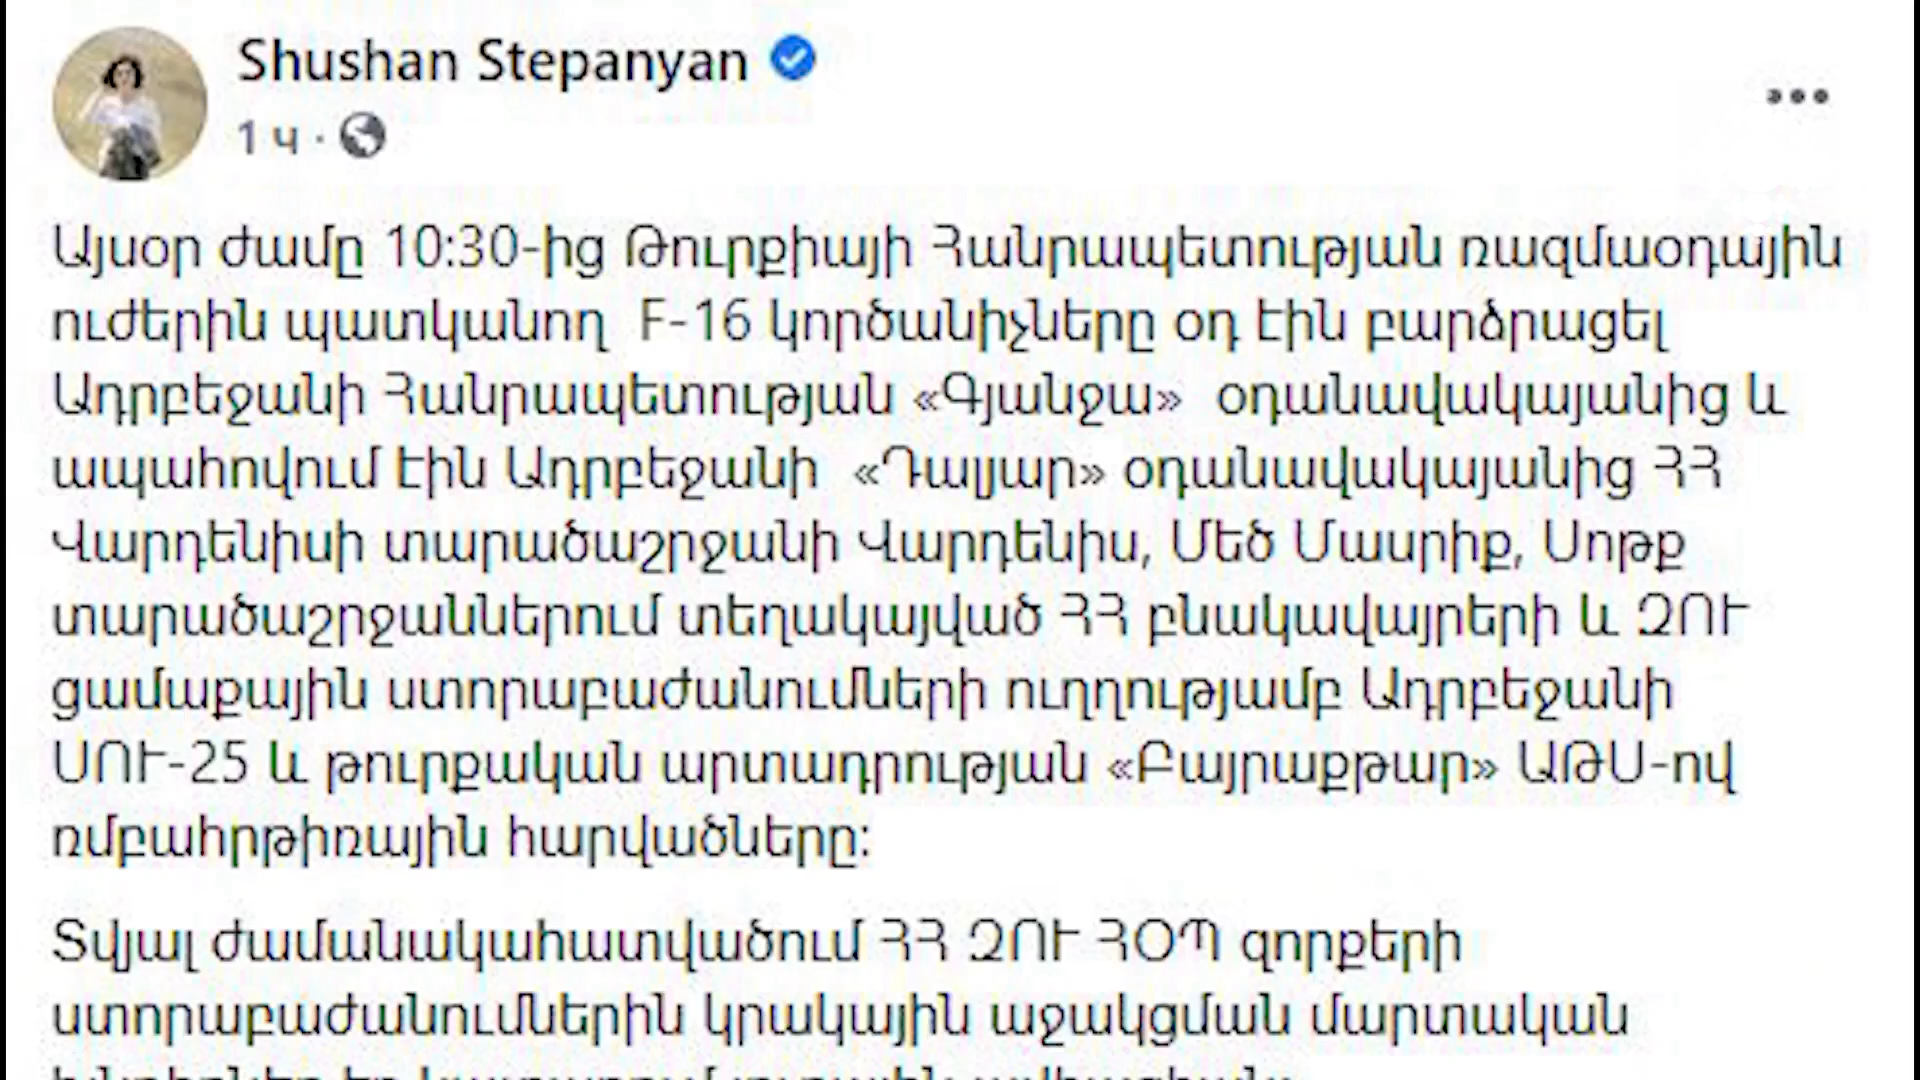 Shushan Stepanyan
1 ч ·
Այսօր ժամը 10:30-ից Թուրքիայի Հանրապետության ռազմաօդային
ուժերին պատկանող F-16 կործանիչները օդ էին բարձրացել
Ադրբեջանի Հանրապետության «Գյանջա» օդանավակայանից և
ապահովում էին Ադրբեջանի «Դալյար» օդանավակայանից ՀՀ
Վարդենիսի տարածաշրջանի Վարդենիս, Մեծ Մասրիք, Սոթք
տարածաշրջաններում տեղակայված ՀՀ բնակավայրերի և ԶՈՒ
ցամաքային ստորաբաժանումների ուղղությամբ Ադրբեջանի
ՍՈՒ-25 և թուրքական արտադրության «Բայրաքթար» ԱԹՍ-ով
ռմբահրթիռային հարվածները:
Տվյալ ժամանակահատվածում ՀՀ ԶՈՒ ՀՕՊ զորքերի
ստորաբաժանումներին կրակային աջակցման մարտական